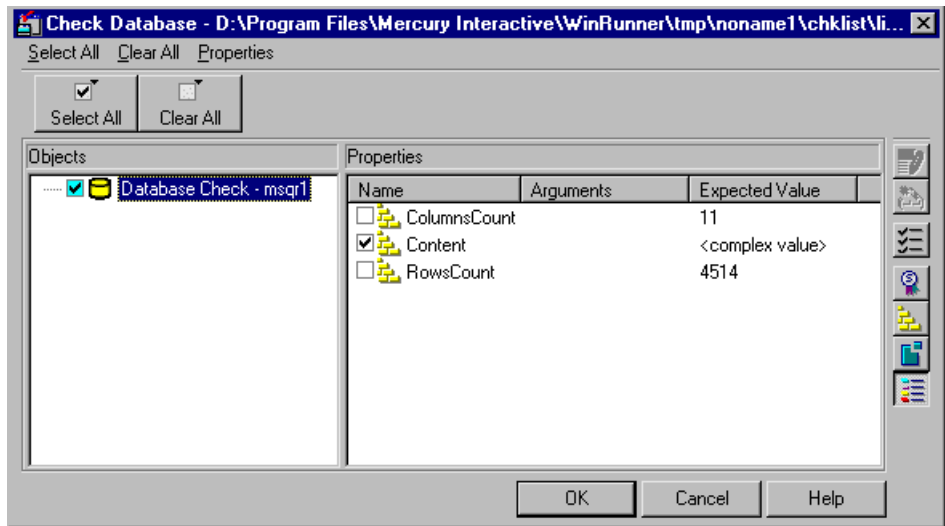 Check Database - D:\Program Files\Mercury Interactive\WinRunner\tmp\noname1\chklist\li...
Select All Clear All Properties
Select All Clear All
Objects
Database Check - msqr1
Properties
Name Arguments Expected Value
ColumnsCount 11
Content <complex value>
RowsCount 4514
OK Cancel Help